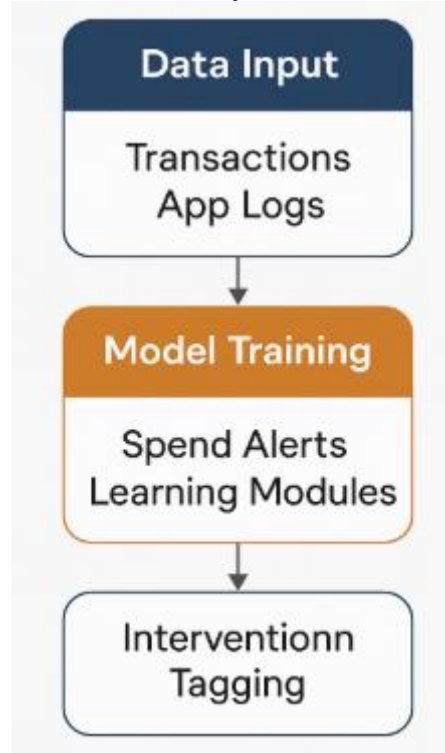 Data Input
Transactions
App Logs
Model Training
Spend Alerts
Learning Modules
Interventionn
Tagging